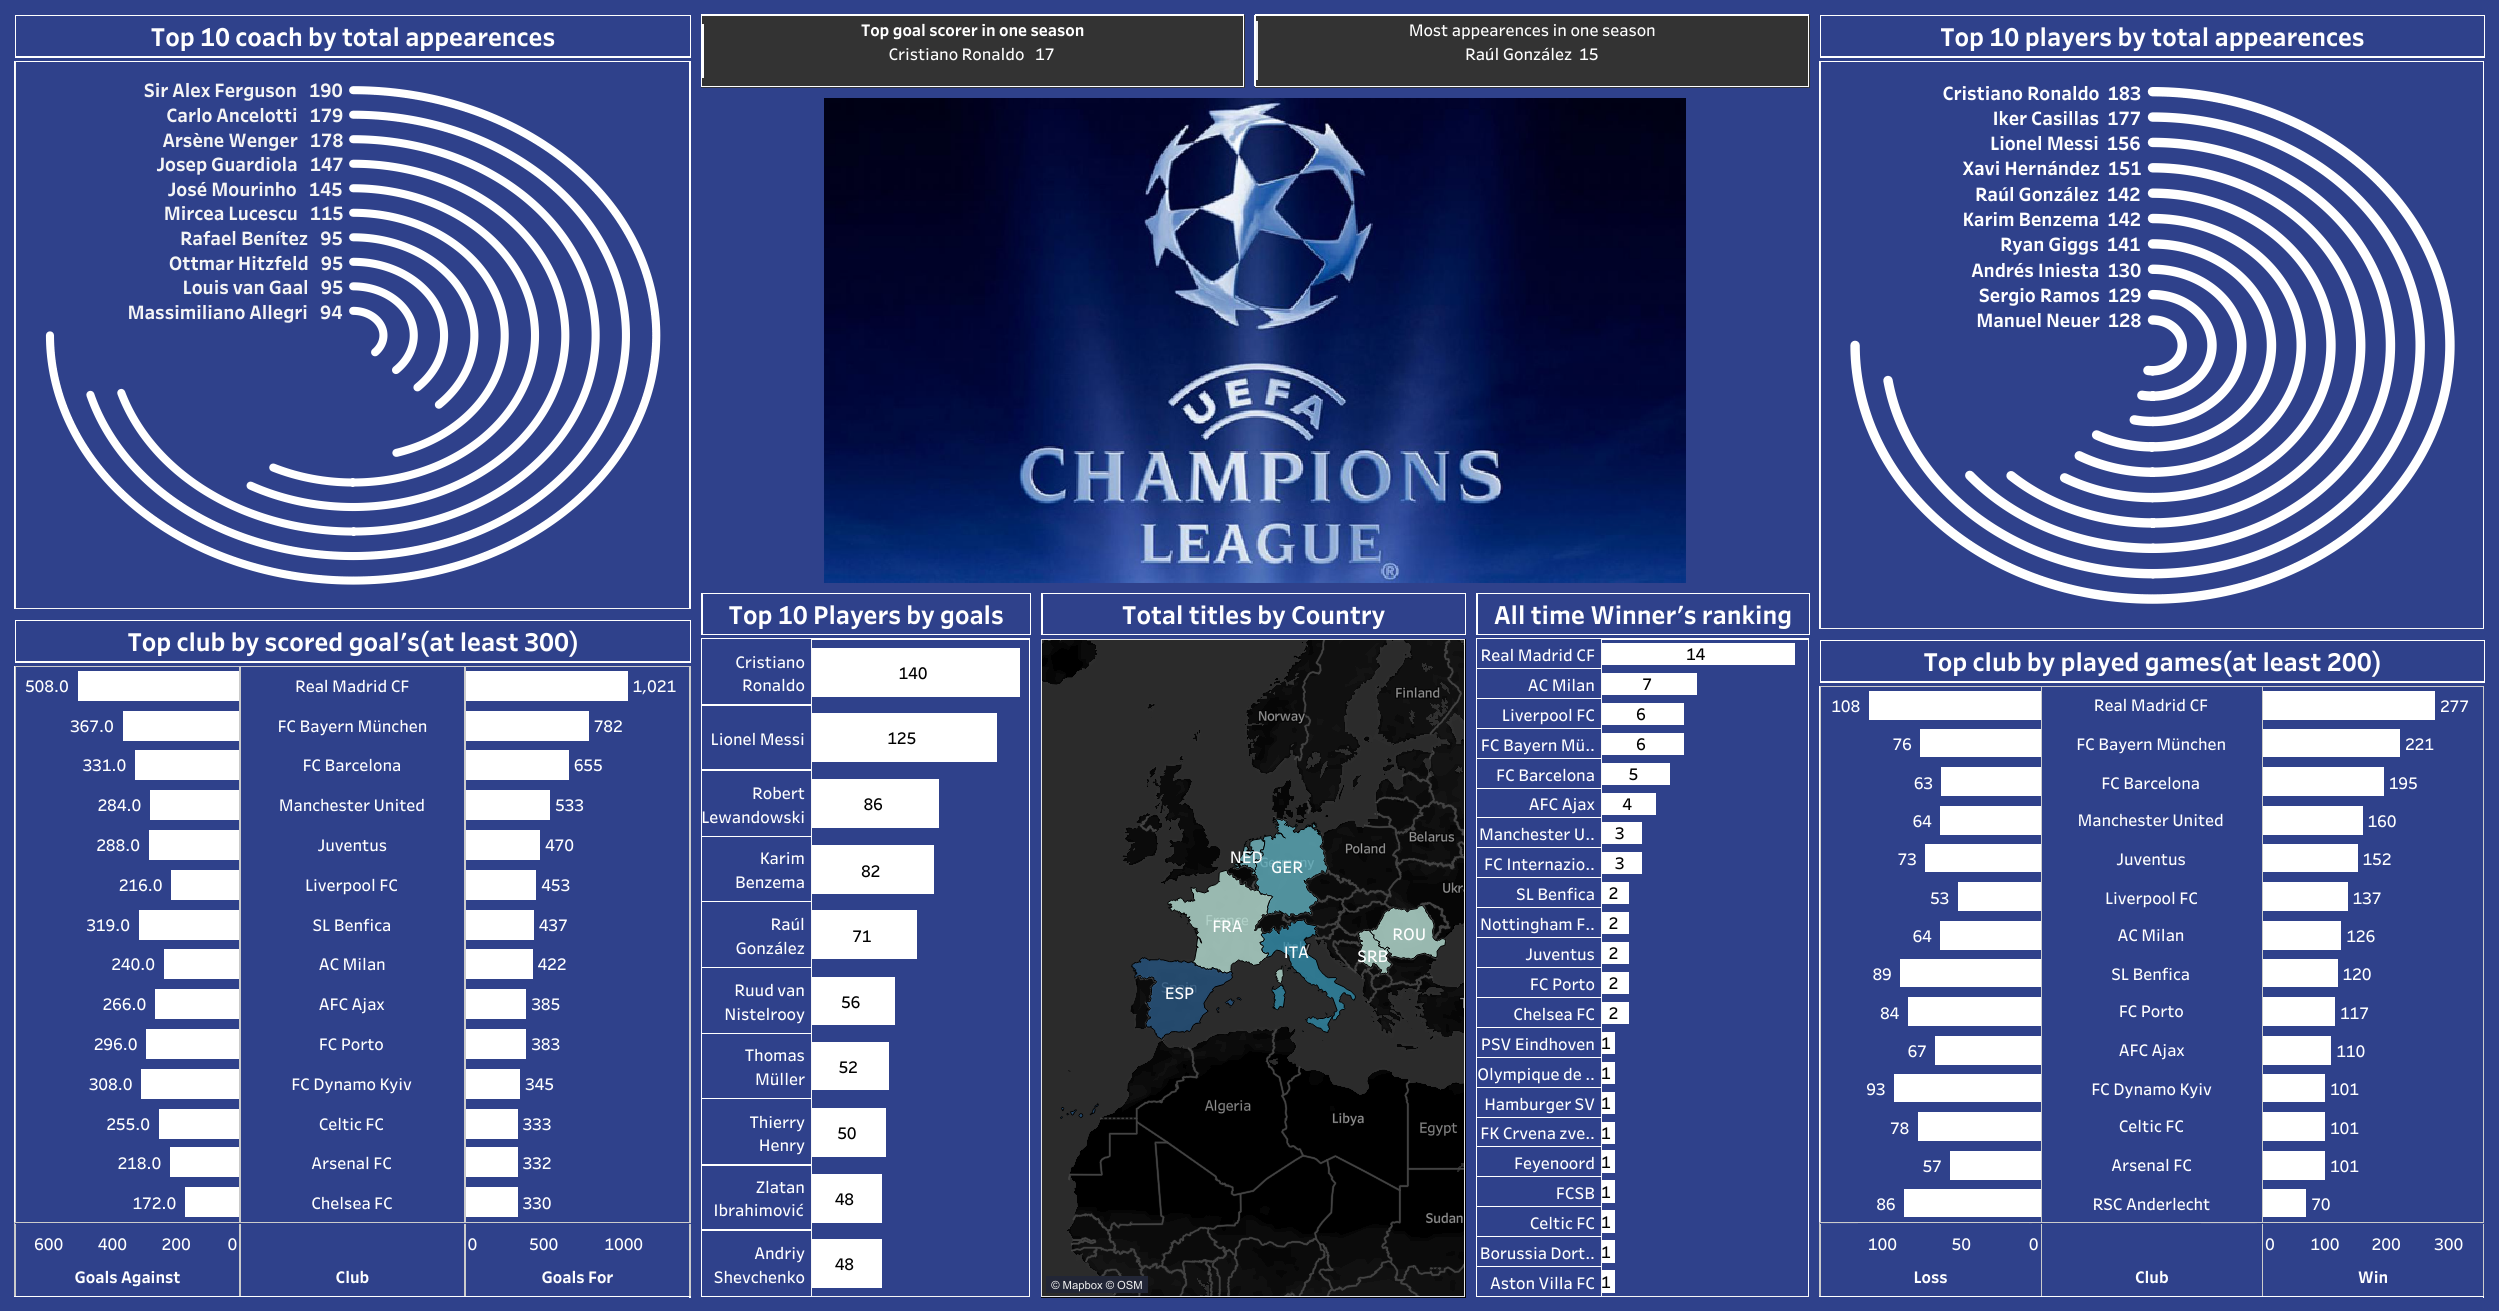 Top 10 coach by total appearences
Sir Alex Ferguson 190
Carlo Ancelotti 179
Arsène Wenger 178
Josep Guardiola 147
José Mourinho 145
Mircea Lucescu 115
Rafael Benítez 95
Ottmar Hitzfeld 95
Louis van Gaal 95
Massimiliano Allegri 94
Top goal scorer in one season
Cristiano Ronaldo 17
Most appearences in one season
Raúl González 15
UEFA
CHAMPIONS
LEAGUE®
Top 10 players by total appearences
Cristiano Ronaldo 183
Iker Casillas 177
Lionel Messi 156
Xavi Hernández 151
Raúl González 142
Karim Benzema 142
Ryan Giggs 141
Andrés Iniesta 130
Sergio Ramos 129
Manuel Neuer 128
Top club by scored goal's(at least 300)
508.0 Real Madrid CF 1,021
367.0 FC Bayern München 782
331.0 FC Barcelona 655
284.0 Manchester United 533
288.0 Juventus 470
216.0 Liverpool FC 453
319.0 SL Benfica 437
240.0 AC Milan 422
266.0 AFC Ajax 385
296.0 FC Porto 383
308.0 FC Dynamo Kyiv 345
255.0 Celtic FC 333
218.0 Arsenal FC 332
172.0 Chelsea FC 330
600 400 200 0 0 500 1000
Goals Against Club Goals For
Top 10 Players by goals
Cristiano
Ronaldo 140
Lionel Messi 125
Robert
Lewandowski 86
Karim
Benzema 82
Raúl
González 71
Ruud van
Nistelrooy 56
Thomas
Müller 52
Thierry
Henry 50
Zlatan
Ibrahimović 48
Andriy
Shevchenko 48
Total titles by Country
Finland
Norway
Belarus
Poland
NED
GER
Ukr
France
FRA
ROU
ITA
SRB
ESP
Algeria
Libya
Egypt
Sudan
© Mapbox © OSM
All time Winner's ranking
Real Madrid CF 14
AC Milan 7
Liverpool FC 6
FC Bayern Mü.. 6
FC Barcelona 5
AFC Ajax 4
Manchester U.. 3
FC Internazio.. 3
SL Benfica 2
Nottingham F.. 2
Juventus 2
FC Porto 2
Chelsea FC 2
PSV Eindhoven 1
Olympique de .. 1
Hamburger SV 1
FK Crvena zve.. 1
Feyenoord 1
FCSB 1
Celtic FC 1
Borussia Dort.. 1
Aston Villa FC 1
Top club by played games(at least 200)
108 Real Madrid CF 277
76 FC Bayern München 221
63 FC Barcelona 195
64 Manchester United 160
73 Juventus 152
53 Liverpool FC 137
64 AC Milan 126
89 SL Benfica 120
84 FC Porto 117
67 AFC Ajax 110
93 FC Dynamo Kyiv 101
78 Celtic FC 101
57 Arsenal FC 101
86 RSC Anderlecht 70
100 50 0 0 100 200 300
Loss Club Win